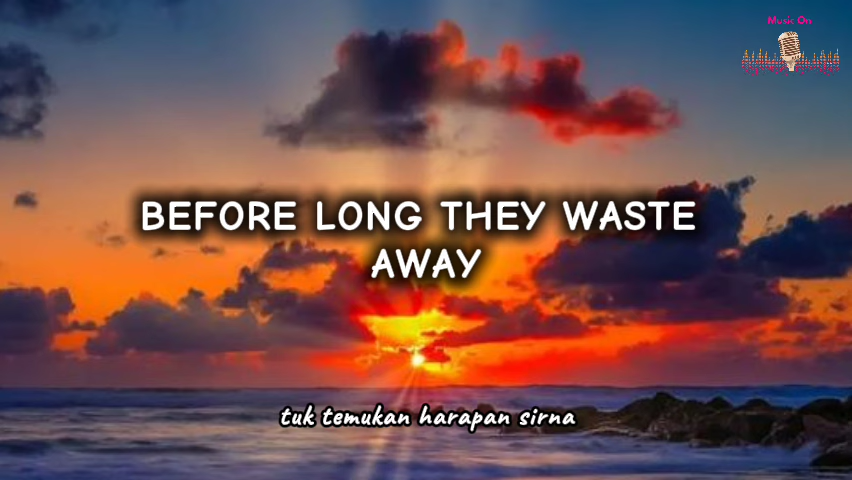 Music On
BEFORE LONG THEY WASTE
AWAY
tuk temukan harapan sirna